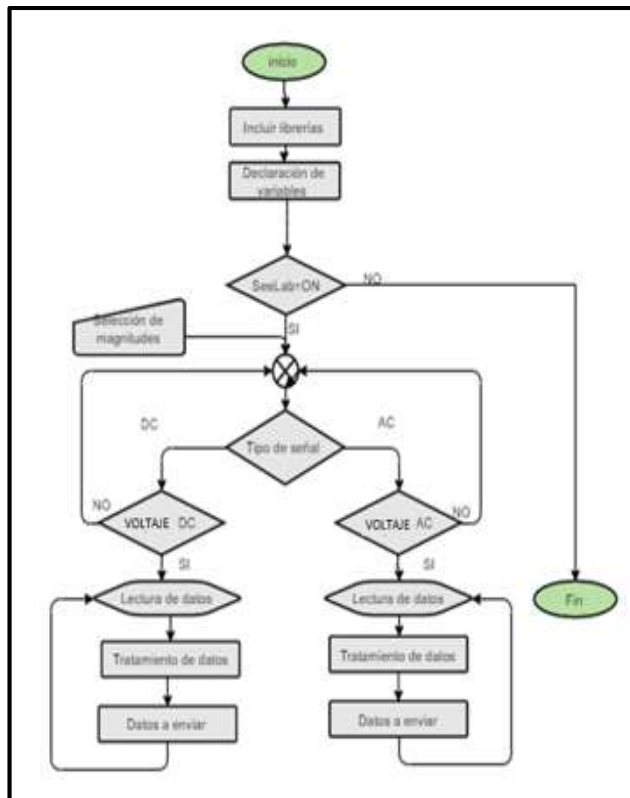 inicio
Incluir librerías
Declaración de
variables
SeeLab=ON
NO
Selección de
magnitudes
SI
DC
AC
Tipo de señal
NO
VOLTAJE DC
VOLTAJE AC
NO
SI
SI
Lectura de datos
Lectura de datos
Fin
Tratamiento de datos
Tratamiento de datos
Datos a enviar
Datos a enviar